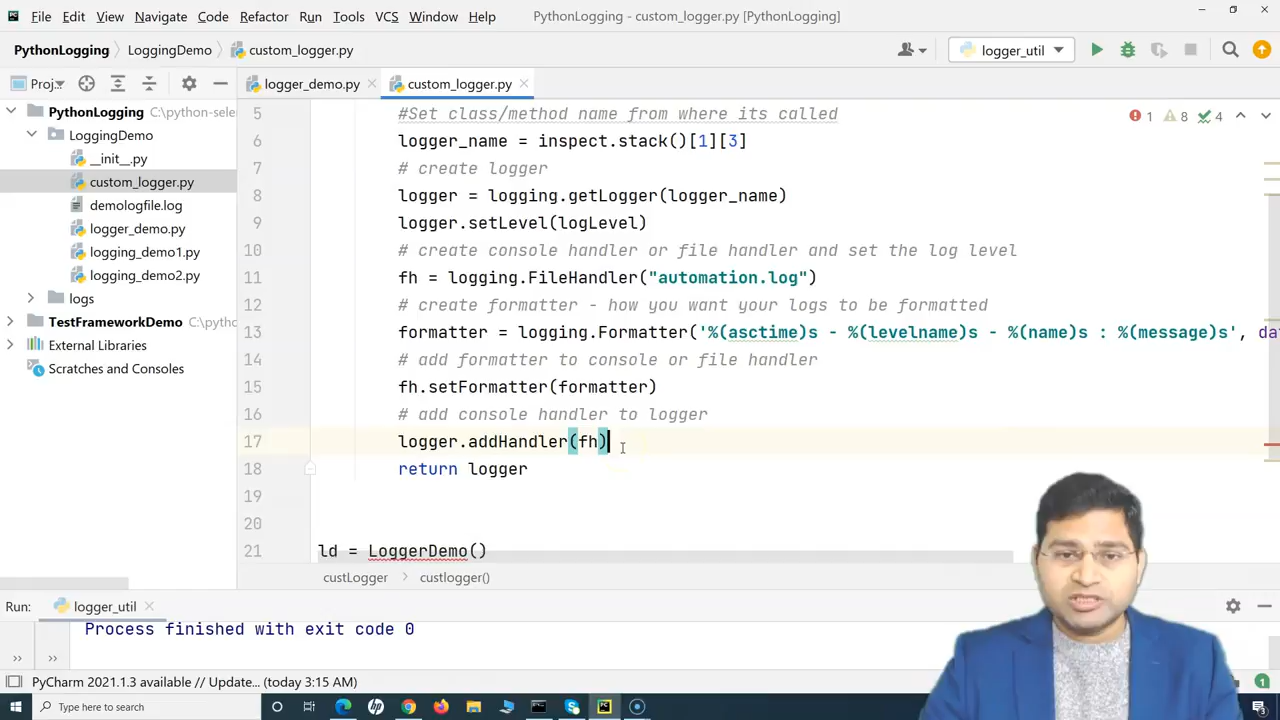 File Edit View Navigate Code Refactor Run Tools VCS Window Help PythonLogging - custom_logger.py [PythonLogging]
PythonLogging LoggingDemo custom_logger.py logger_util
Proj... logger_demo.py custom_logger.py
PythonLogging C:\python-sele
LoggingDemo
__init__.py
custom_logger.py
demologfile.log
logger_demo.py
logging_demo1.py
logging_demo2.py
logs
TestFrameworkDemo C:\pytho
External Libraries
Scratches and Consoles
1 8 4
5 #Set class/method name from where its called
6 logger_name = inspect.stack()[1][3]
7 # create logger
8 logger = logging.getLogger(logger_name)
9 logger.setLevel(logLevel)
10 # create console handler or file handler and set the log level
11 fh = logging.FileHandler("automation.log")
12 # create formatter - how you want your logs to be formatted
13 formatter = logging.Formatter('%(asctime)s - %(levelname)s - %(name)s : %(message)s', da
14 # add formatter to console or file handler
15 fh.setFormatter(formatter)
16 # add console handler to logger
17 logger.addHandler(fh)
18 return logger
19
20
21 ld = LoggerDemo()
custLogger custlogger()
Run: logger_util
Process finished with exit code 0
PyCharm 2021.1.3 available // Update... (today 3:15 AM) 1
Type here to search